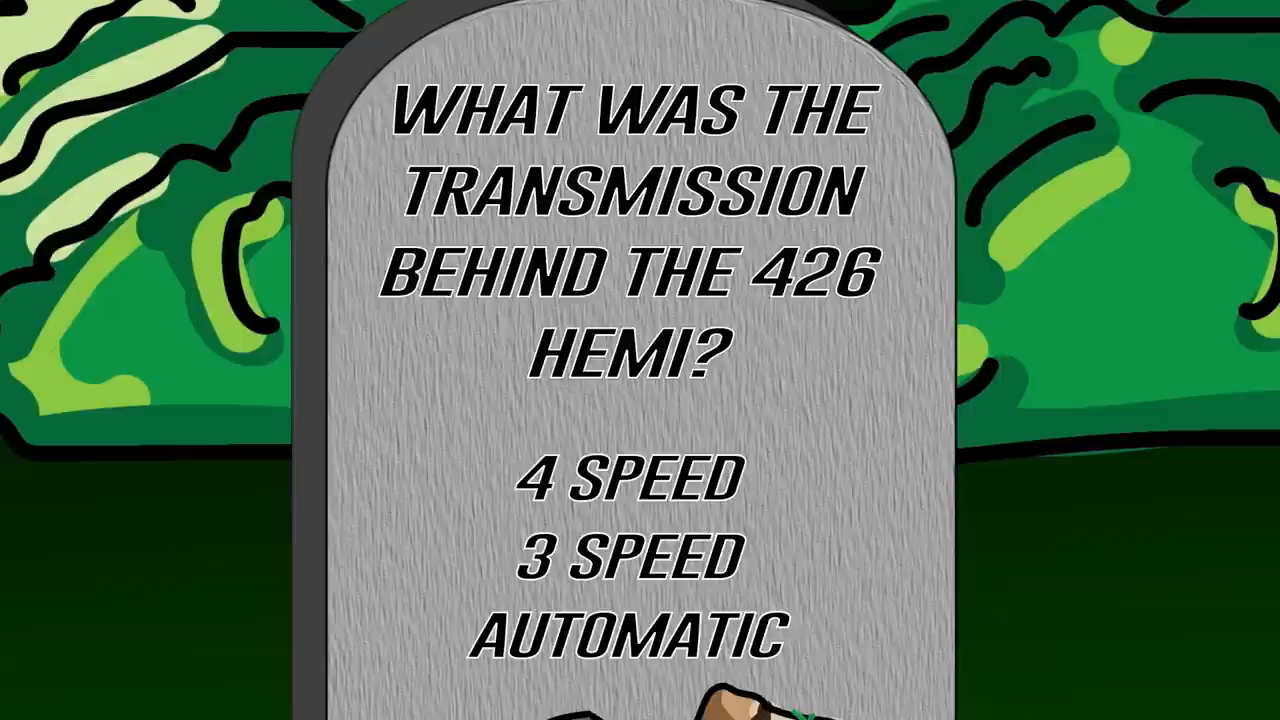 WHAT WAS THE
TRANSMISSION
BEHIND THE 426
HEMI?
4 SPEED
3 SPEED
AUTOMATIC